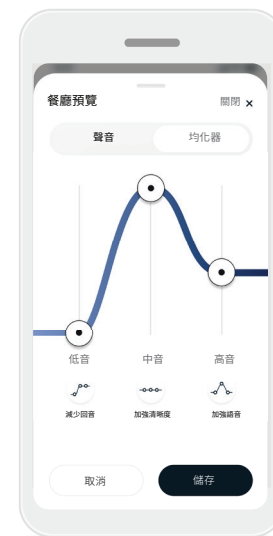 餐廳預覽 關閉 ×
聲音 均化器
低音 中音 高音
減少回音 加強清晰度 加強語音
取消 儲存